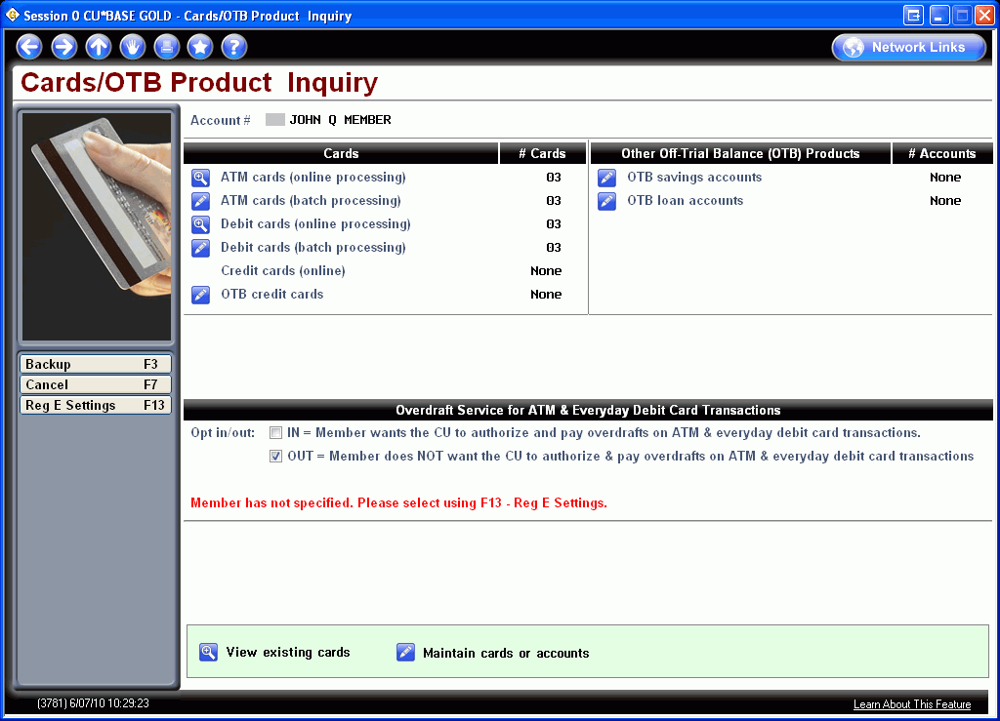 Session 0 CU*BASE GOLD - Cards/OTB Product  Inquiry
Network Links
Cards/OTB Product  Inquiry
Account # JOHN Q MEMBER
Cards # Cards Other Off-Trial Balance (OTB) Products # Accounts
ATM cards (online processing) 03 OTB savings accounts None
ATM cards (batch processing) 03 OTB loan accounts None
Debit cards (online processing) 03
Debit cards (batch processing) 03
Credit cards (online) None
OTB credit cards None
Backup F3
Cancel F7
Reg E Settings F13
Overdraft Service for ATM & Everyday Debit Card Transactions
Opt in/out: IN = Member wants the CU to authorize and pay overdrafts on ATM & everyday debit card transactions.
OUT = Member does NOT want the CU to authorize & pay overdrafts on ATM & everyday debit card transactions
Member has not specified. Please select using F13 - Reg E Settings.
View existing cards Maintain cards or accounts
(3781) 6/07/10 10:29:23 Learn About This Feature